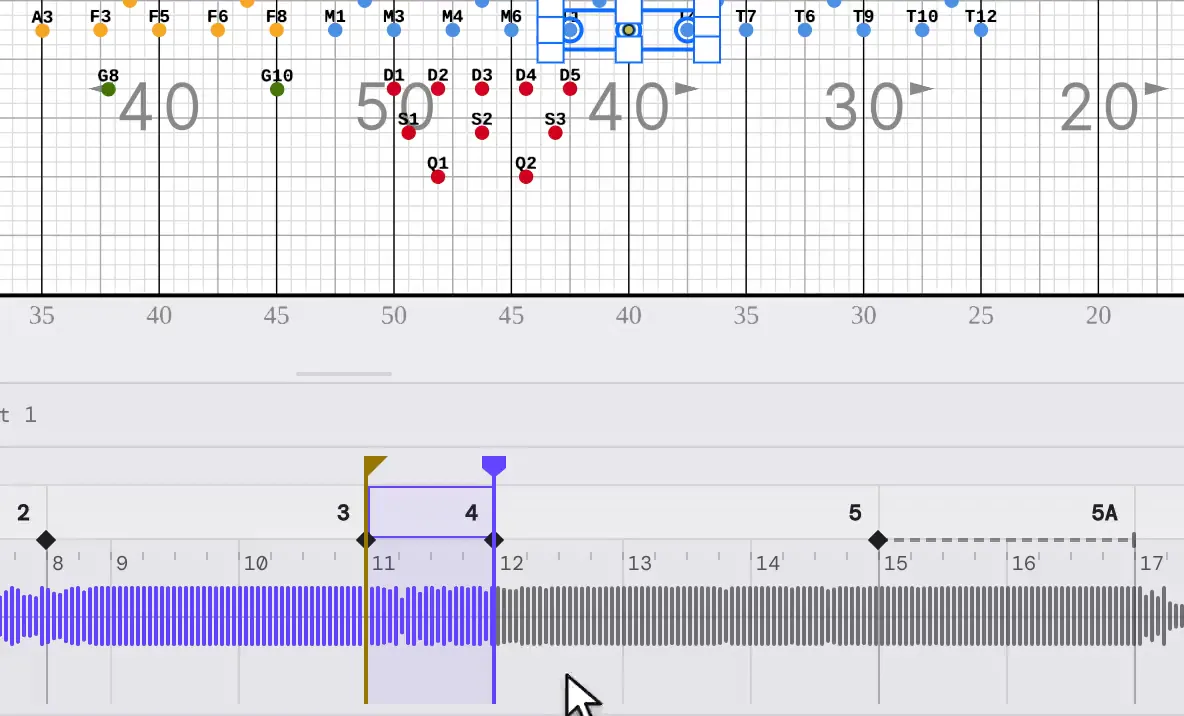 A3 F3 F5 F6 F8 M1 M3 M4 M6 T7 T6 T9 T10 T12
G8 G10 D1 D2 D3 D4 D5
40 50 40 30 20
S1 S2 S3
Q1 Q2
35 40 45 50 45 40 35 30 25 20
t 1
2 3 4 5 5A
8 9 10 11 12 13 14 15 16 17